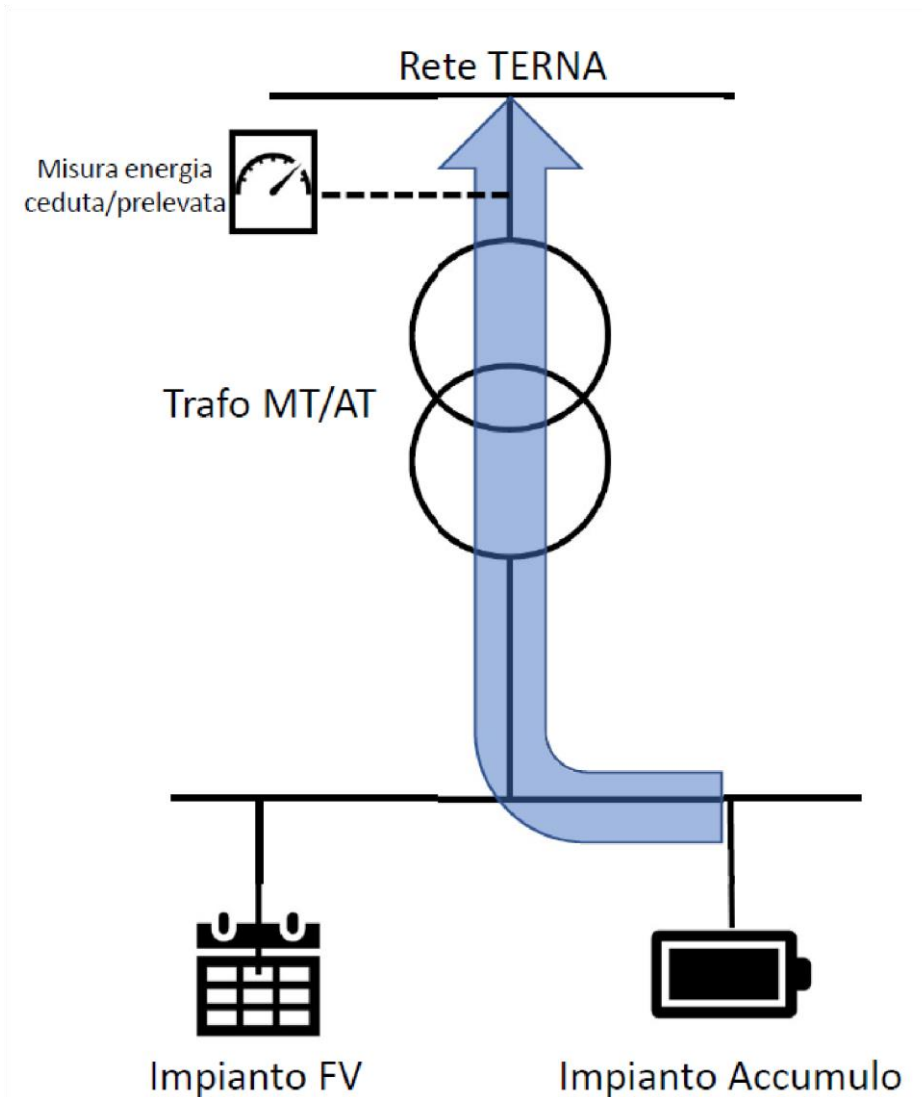 Rete TERNA
Misura energia
ceduta/prelevata
Trafo MT/AT
Impianto FV
Impianto Accumulo